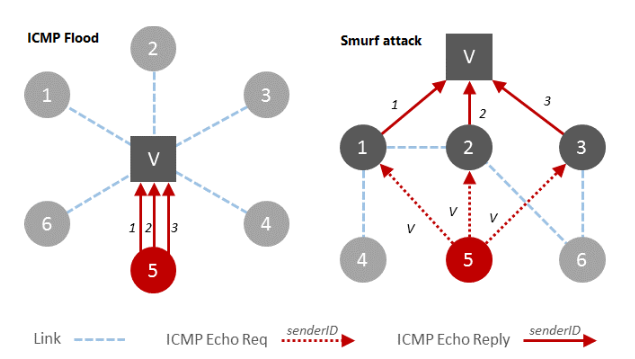 ICMP Flood
2
1
3
V
6
4
1 2 3
5
Smurf attack
V
1
2
3
1
2
3
V
V
V
4
5
6
Link
ICMP Echo Req
senderID
ICMP Echo Reply
senderID